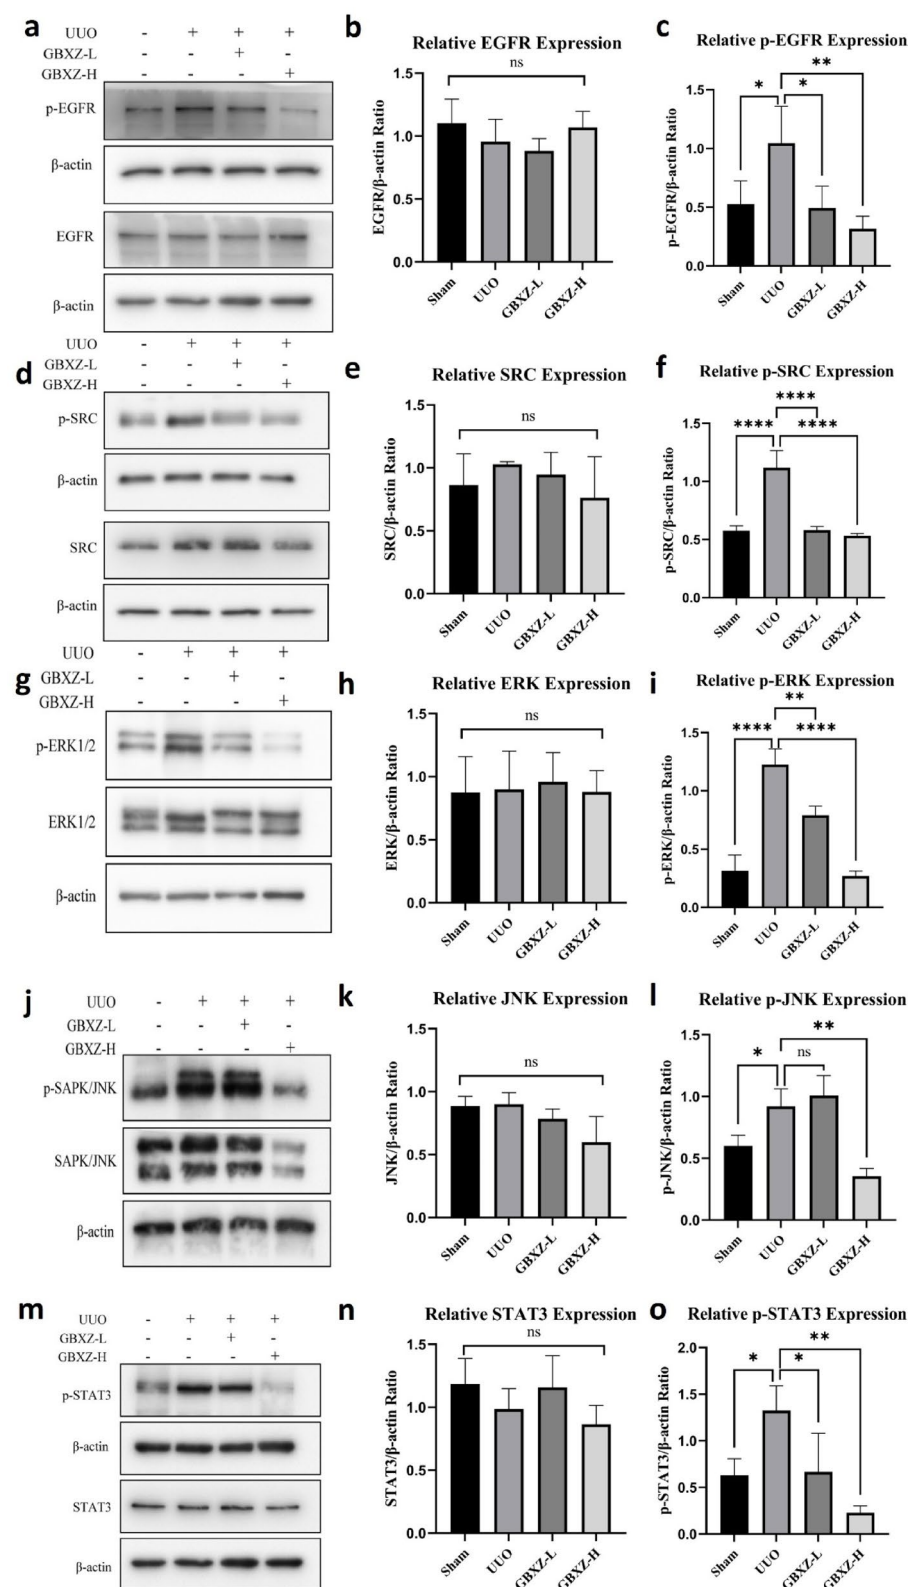 a
UUO - + + +
GBXZ-L - - + -
GBXZ-H - - - +
p-EGFR
β-actin
EGFR
β-actin
b
Relative EGFR Expression
ns
EGFR/β-actin Ratio
1.5
1.0
0.5
0.0
Sham
UUO
GBXZ-L
GBXZ-H
c
Relative p-EGFR Expression
**
* *
p-EGFR/β-actin Ratio
1.5
1.0
0.5
0.0
Sham
UUO
GBXZ-L
GBXZ-H
d
UUO - + + +
GBXZ-L - - + -
GBXZ-H - - - +
p-SRC
β-actin
SRC
β-actin
e
Relative SRC Expression
ns
SRC/β-actin Ratio
1.5
1.0
0.5
0.0
Sham
UUO
GBXZ-L
GBXZ-H
f
Relative p-SRC Expression
****
**** ****
p-SRC/β-actin Ratio
1.5
1.0
0.5
0.0
Sham
UUO
GBXZ-L
GBXZ-H
g
UUO - + + +
GBXZ-L - - + -
GBXZ-H - - - +
p-ERK1/2
ERK1/2
β-actin
h
Relative ERK Expression
ns
ERK/β-actin Ratio
1.5
1.0
0.5
0.0
Sham
UUO
GBXZ-L
GBXZ-H
i
Relative p-ERK Expression
**
**** ****
p-ERK/β-actin Ratio
1.5
1.0
0.5
0.0
Sham
UUO
GBXZ-L
GBXZ-H
j
UUO - + + +
GBXZ-L - - + -
GBXZ-H - - - +
p-SAPK/JNK
SAPK/JNK
β-actin
k
Relative JNK Expression
ns
JNK/β-actin Ratio
1.5
1.0
0.5
0.0
Sham
UUO
GBXZ-L
GBXZ-H
l
Relative p-JNK Expression
**
* ns
p-JNK/β-actin Ratio
1.5
1.0
0.5
0.0
Sham
UUO
GBXZ-L
GBXZ-H
m
UUO - + + +
GBXZ-L - - + -
GBXZ-H - - - +
p-STAT3
β-actin
STAT3
β-actin
n
Relative STAT3 Expression
ns
STAT3/β-actin Ratio
1.5
1.0
0.5
0.0
Sham
UUO
GBXZ-L
GBXZ-H
o
Relative p-STAT3 Expression
**
* *
p-STAT3/β-actin Ratio
2.0
1.5
1.0
0.5
0.0
Sham
UUO
GBXZ-L
GBXZ-H